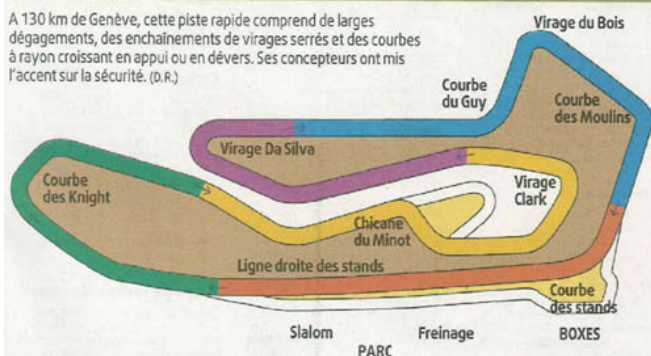 A 130 km de Genève, cette piste rapide comprend de larges
dégagements, des enchaînements de virages serrés et des courbes
à rayon croissant en appui ou en dévers. Ses concepteurs ont mis
l'accent sur la sécurité. (D.R.)
Virage du Bois
Courbe
du Guy
Courbe
des Moulins
Virage Da Silva
Courbe
des Knight
Virage
Clark
Chicane
du Minot
Ligne droite des stands
Courbe
des stands
Slalom
Freinage
BOXES
PARC